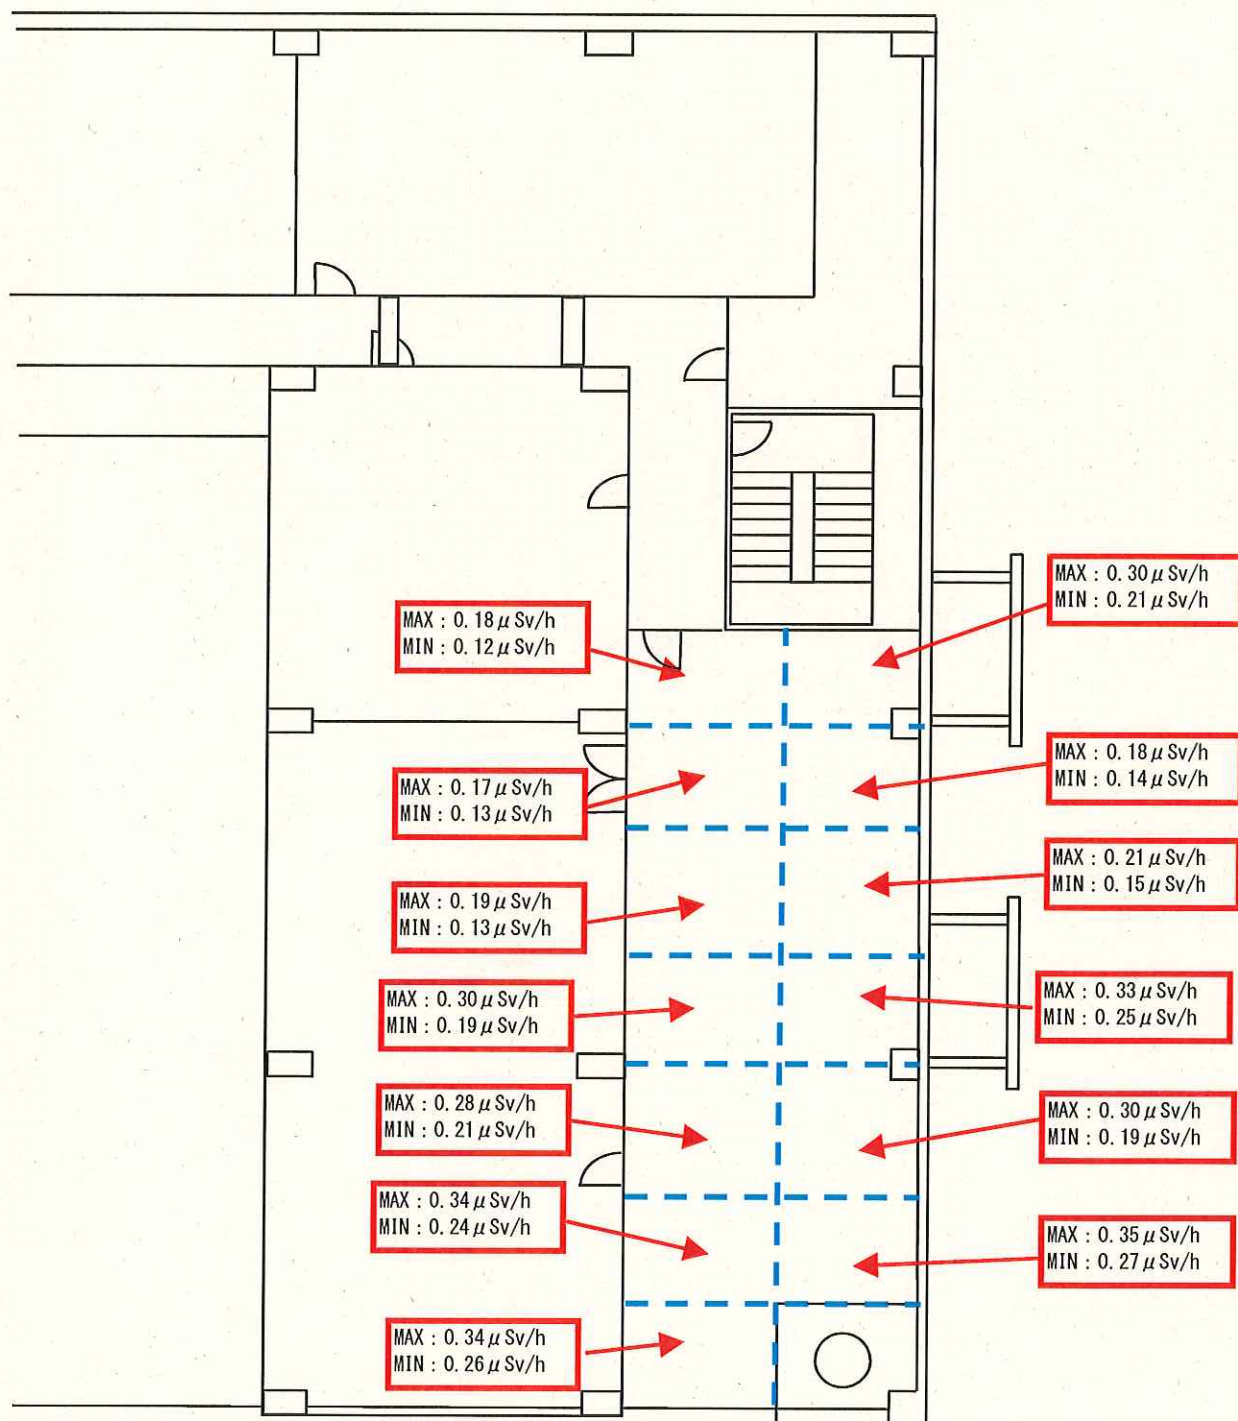 MAX : 0.30 μ Sv/h
MIN : 0.21 μ Sv/h
MAX : 0.18 μ Sv/h
MIN : 0.12 μ Sv/h
MAX : 0.18 μ Sv/h
MIN : 0.14 μ Sv/h
MAX : 0.17 μ Sv/h
MIN : 0.13 μ Sv/h
MAX : 0.21 μ Sv/h
MIN : 0.15 μ Sv/h
MAX : 0.19 μ Sv/h
MIN : 0.13 μ Sv/h
MAX : 0.33 μ Sv/h
MIN : 0.25 μ Sv/h
MAX : 0.30 μ Sv/h
MIN : 0.19 μ Sv/h
MAX : 0.28 μ Sv/h
MIN : 0.21 μ Sv/h
MAX : 0.30 μ Sv/h
MIN : 0.19 μ Sv/h
MAX : 0.34 μ Sv/h
MIN : 0.24 μ Sv/h
MAX : 0.35 μ Sv/h
MIN : 0.27 μ Sv/h
MAX : 0.34 μ Sv/h
MIN : 0.26 μ Sv/h